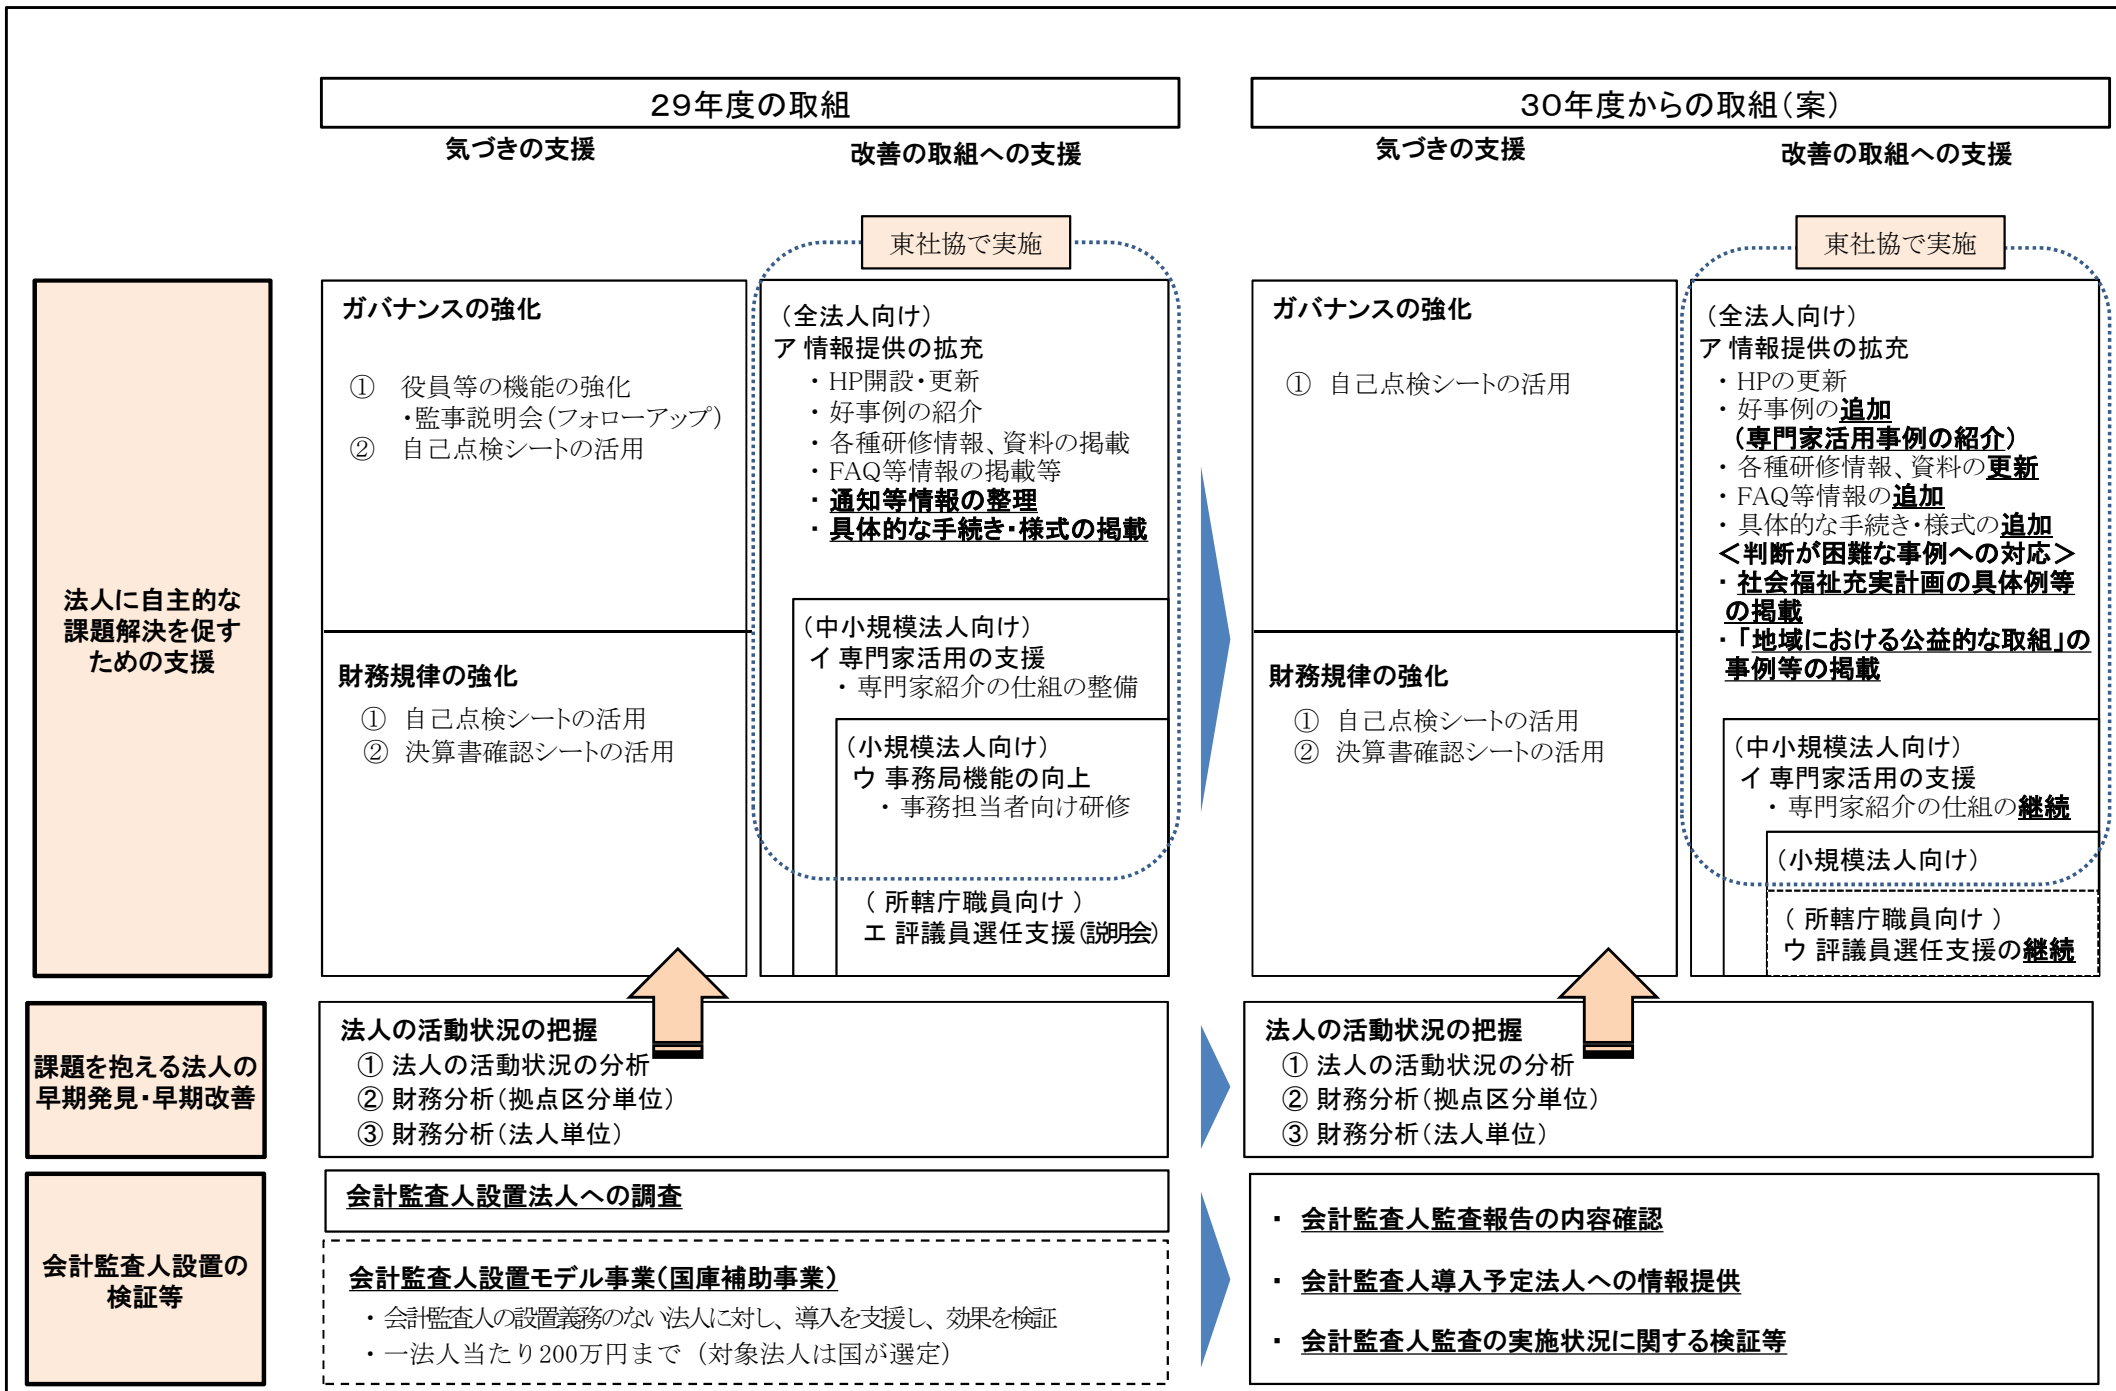 29年度の取組
気づきの支援
改善の取組への支援
東社協で実施
法人に自主的な
課題解決を促す
ための支援
ガバナンスの強化
① 役員等の機能の強化
・監事説明会(フォローアップ)
② 自己点検シートの活用
財務規律の強化
① 自己点検シートの活用
② 決算書確認シートの活用
(全法人向け)
ア 情報提供の拡充
・HP開設・更新
・好事例の紹介
・各種研修情報、資料の掲載
・FAQ等情報の掲載等
・通知等情報の整理
・具体的な手続き・様式の掲載
(中小規模法人向け)
イ 専門家活用の支援
・専門家紹介の仕組の整備
(小規模法人向け)
ウ 事務局機能の向上
・事務担当者向け研修
( 所轄庁職員向け )
エ 評議員選任支援(説明会)
30年度からの取組(案)
気づきの支援
改善の取組への支援
東社協で実施
ガバナンスの強化
① 自己点検シートの活用
財務規律の強化
① 自己点検シートの活用
② 決算書確認シートの活用
(全法人向け)
ア 情報提供の拡充
・HPの更新
・好事例の追加
(専門家活用事例の紹介)
・各種研修情報、資料の更新
・FAQ等情報の追加
・具体的な手続き・様式の追加
<判断が困難な事例への対応>
・社会福祉充実計画の具体例等
の掲載
・「地域における公益的な取組」の
事例等の掲載
(中小規模法人向け)
イ 専門家活用の支援
・専門家紹介の仕組の継続
(小規模法人向け)
( 所轄庁職員向け )
ウ 評議員選任支援の継続
課題を抱える法人の
早期発見・早期改善
法人の活動状況の把握
① 法人の活動状況の分析
② 財務分析(拠点区分単位)
③ 財務分析(法人単位)
法人の活動状況の把握
① 法人の活動状況の分析
② 財務分析(拠点区分単位)
③ 財務分析(法人単位)
会計監査人設置の
検証等
会計監査人設置法人への調査
会計監査人設置モデル事業(国庫補助事業)
・会計監査人の設置義務のない法人に対し、導入を支援し、効果を検証
・一法人当たり200万円まで(対象法人は国が選定)
・ 会計監査人監査報告の内容確認
・ 会計監査人導入予定法人への情報提供
・ 会計監査人監査の実施状況に関する検証等